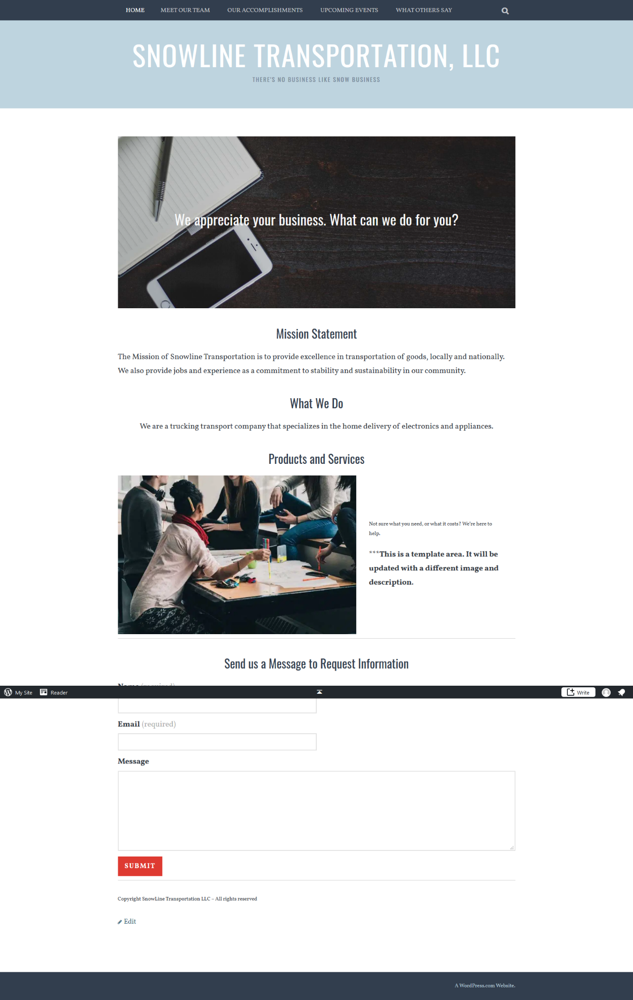 HOME MEET OUR TEAM OUR ACCOMPLISHMENTS UPCOMING EVENTS WHAT OTHERS SAY
SNOWLINE TRANSPORTATION, LLC
THERE'S NO BUSINESS LIKE SNOW BUSINESS
We appreciate your business. What can we do for you?
Mission Statement
The Mission of Snowline Transportation is to provide excellence in transportation of goods, locally and nationally.
We also provide jobs and experience as a commitment to stability and sustainability in our community.
What We Do
We are a trucking transport company that specializes in the home delivery of electronics and appliances.
Products and Services
Not sure what you need, or what it costs? We're here to
help.
***This is a template area. It will be
updated with a different image and
description.
Send us a Message to Request Information
Name (required)
My Site Reader Write
Email (required)
Message
SUBMIT
Copyright SnowLine Transportation LLC – All rights reserved
Edit
A WordPress.com Website.